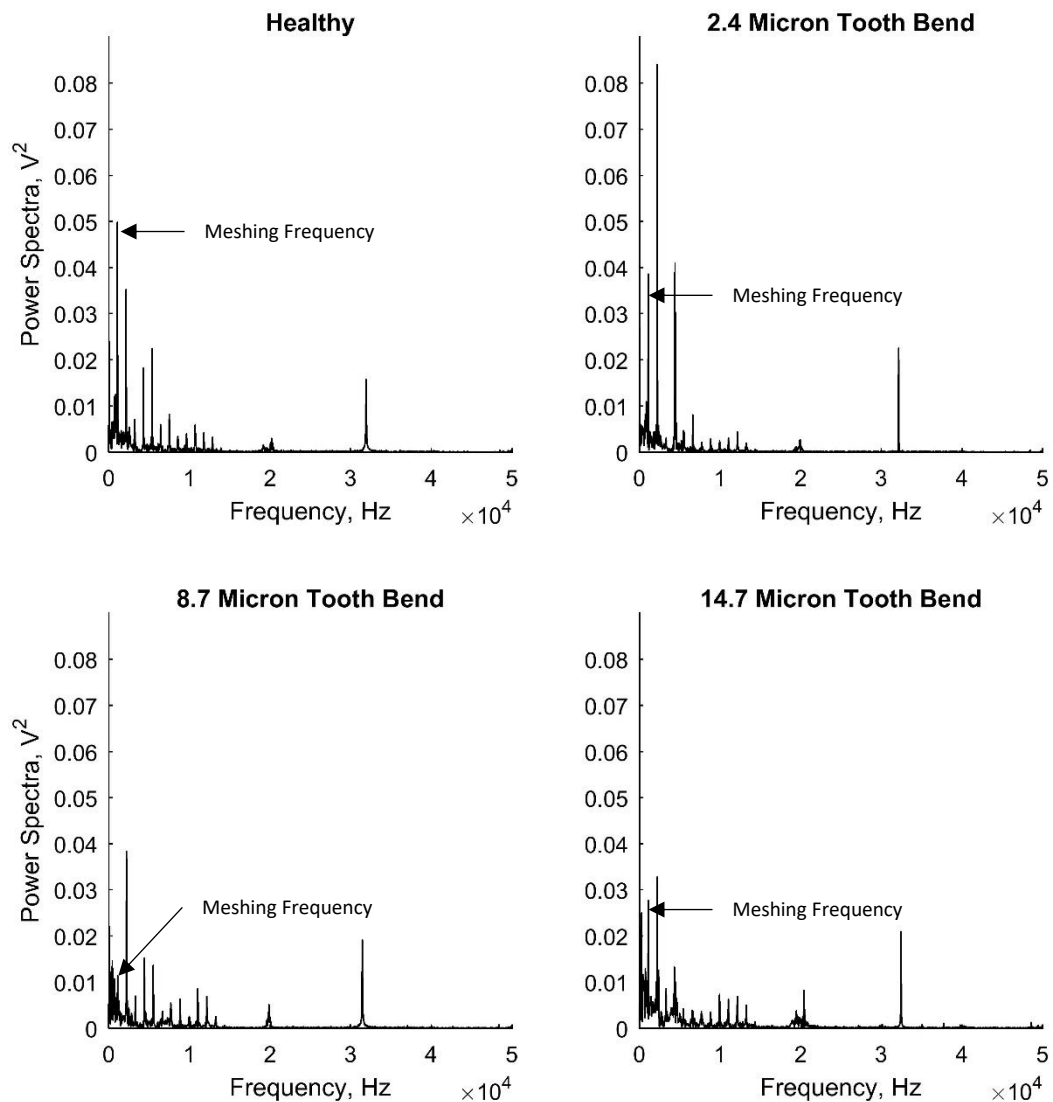 Healthy
Power Spectra, V²
0.08
0.07
0.06
0.05
0.04
0.03
0.02
0.01
0
Meshing Frequency
0 1 2 3 4 5
Frequency, Hz
×10⁴
2.4 Micron Tooth Bend
0.08
0.07
0.06
0.05
0.04
0.03
0.02
0.01
0
Meshing Frequency
0 1 2 3 4 5
Frequency, Hz
×10⁴
8.7 Micron Tooth Bend
Power Spectra, V²
0.08
0.07
0.06
0.05
0.04
0.03
0.02
0.01
0
Meshing Frequency
0 1 2 3 4 5
Frequency, Hz
×10⁴
14.7 Micron Tooth Bend
0.08
0.07
0.06
0.05
0.04
0.03
0.02
0.01
0
Meshing Frequency
0 1 2 3 4 5
Frequency, Hz
×10⁴